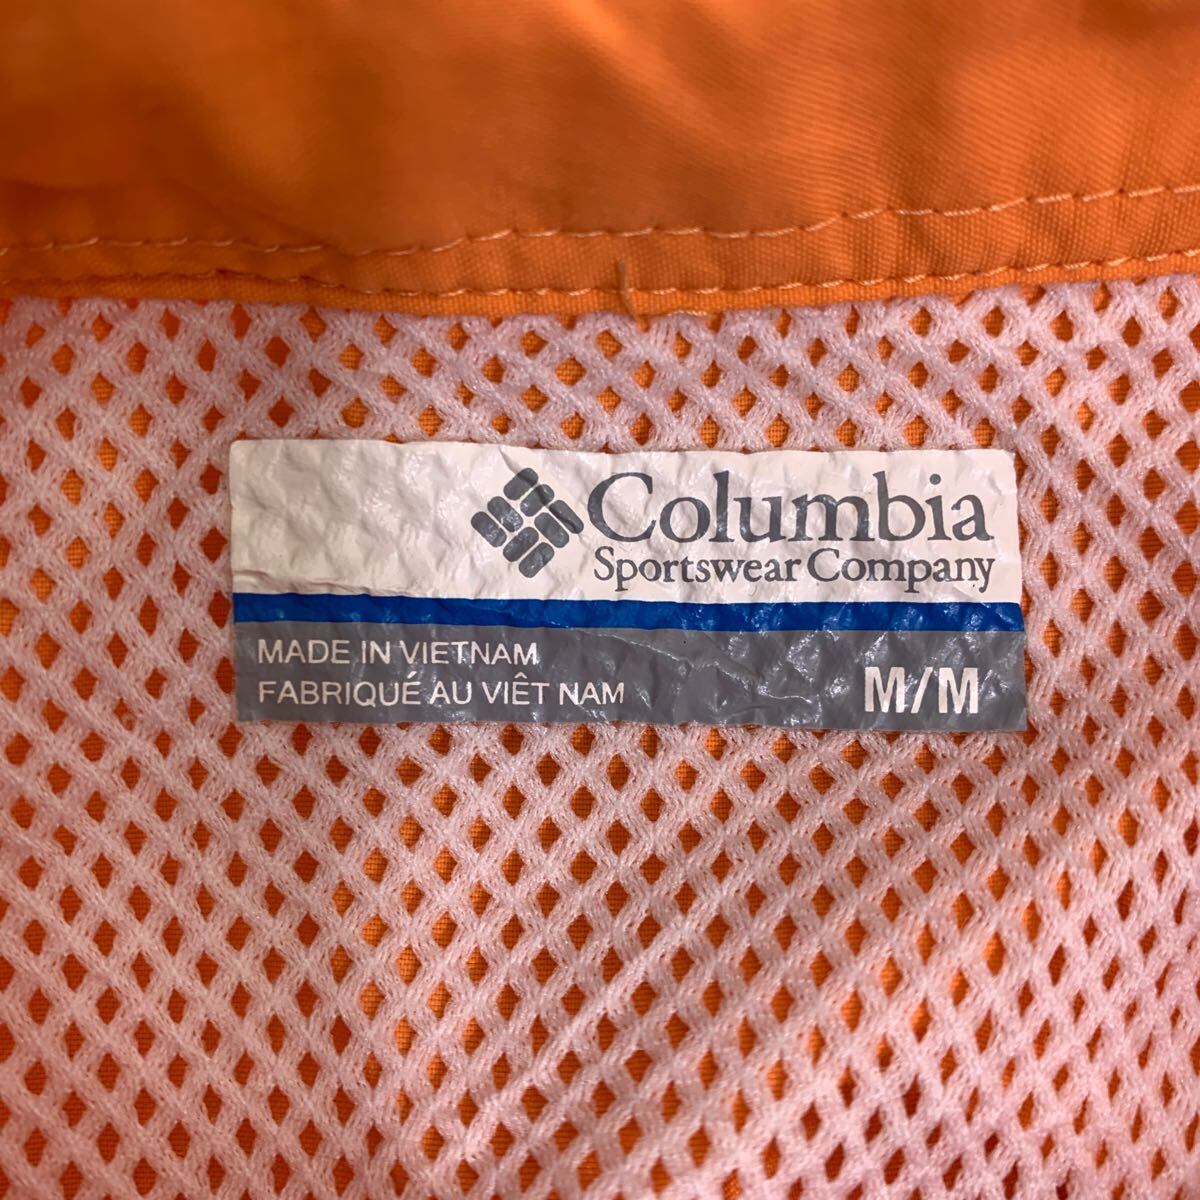 Columbia
Sportswear Company
MADE IN VIETNAM
FABRIQUÉ AU VIÊT NAM
M/M